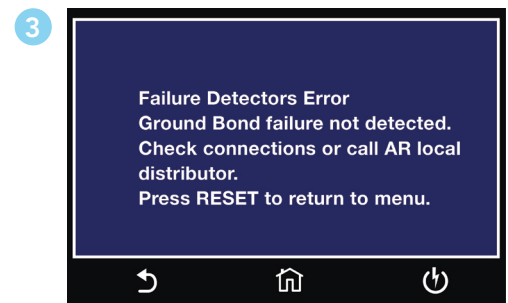 3
Failure Detectors Error
Ground Bond failure not detected.
Check connections or call AR local
distributor.
Press RESET to return to menu.